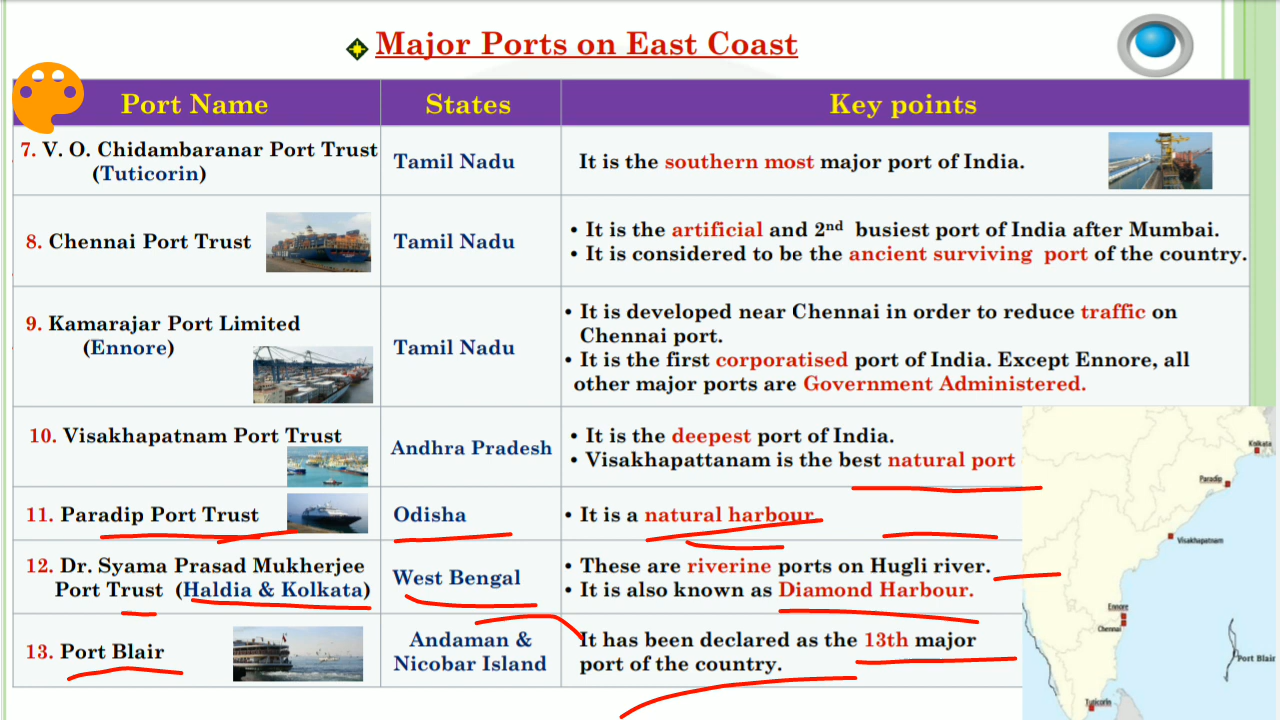 Major Ports on East Coast
Port Name States Key points
7. V. O. Chidambaranar Port Trust
(Tuticorin)
Tamil Nadu
It is the southern most major port of India.
8. Chennai Port Trust
Tamil Nadu
• It is the artificial and 2nd busiest port of India after Mumbai.
• It is considered to be the ancient surviving port of the country.
9. Kamarajar Port Limited
(Ennore)
Tamil Nadu
• It is developed near Chennai in order to reduce traffic on
Chennai port.
• It is the first corporatised port of India. Except Ennore, all
other major ports are Government Administered.
10. Visakhapatnam Port Trust
Andhra Pradesh
• It is the deepest port of India.
• Visakhapattanam is the best natural port
11. Paradip Port Trust
Odisha
• It is a natural harbour
12. Dr. Syama Prasad Mukherjee
Port Trust (Haldia & Kolkata)
West Bengal
• These are riverine ports on Hugli river.
• It is also known as Diamond Harbour.
13. Port Blair
Andaman &
Nicobar Island
It has been declared as the 13th major
port of the country.
Kolkata
Paradip
Visakhapatnam
Ennore
Chennai
Port Blair
Tuticorin